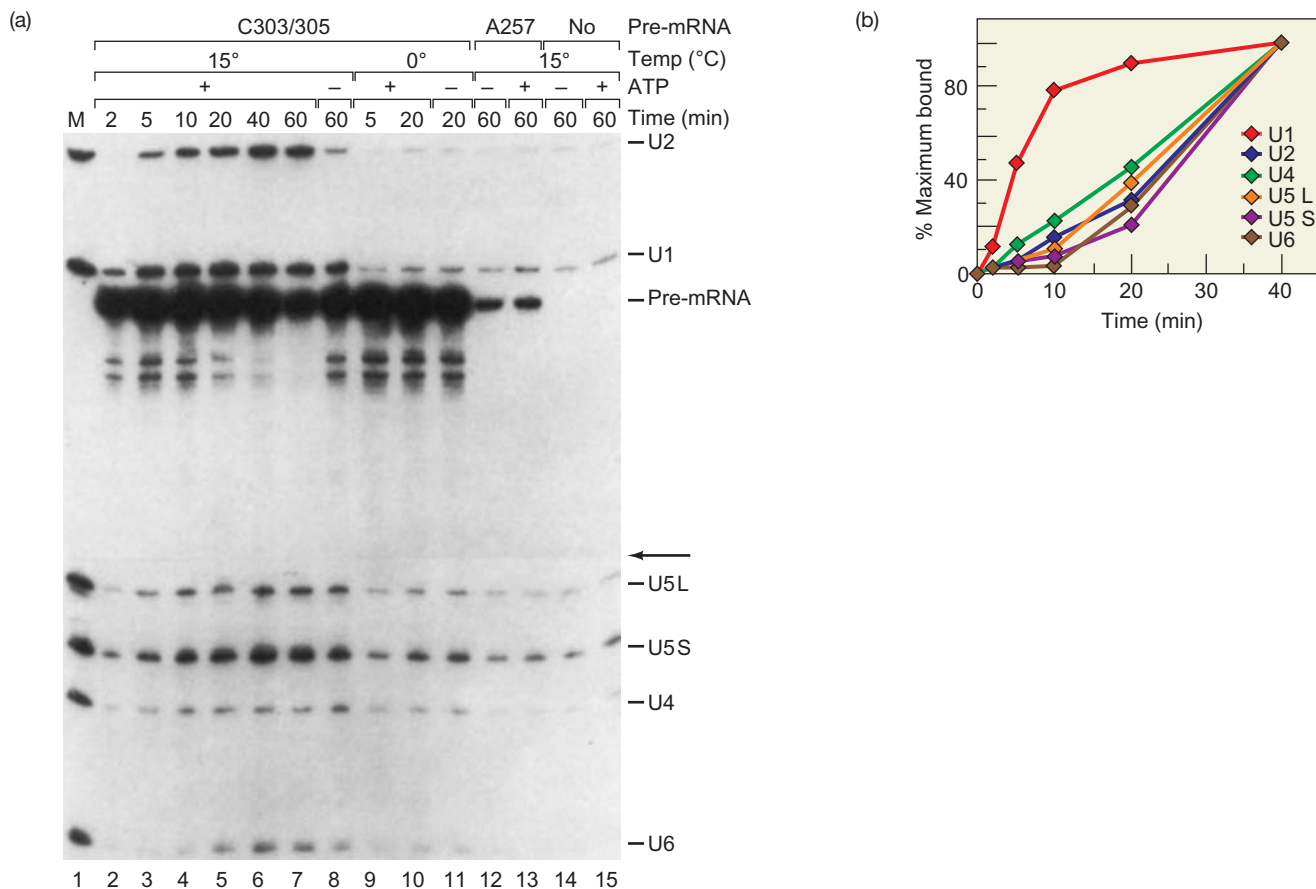 (a)
C303/305 A257 No Pre-mRNA
15° 0° 15° Temp (°C)
+ – + – – + – + ATP
M 2 5 10 20 40 60 60 5 20 20 60 60 60 60 Time (min)
U2
U1
Pre-mRNA
U5 L
U5 S
U4
U6
1 2 3 4 5 6 7 8 9 10 11 12 13 14 15
(b)
% Maximum bound
80
40
0
0 10 20 30 40
Time (min)
U1
U2
U4
U5 L
U5 S
U6